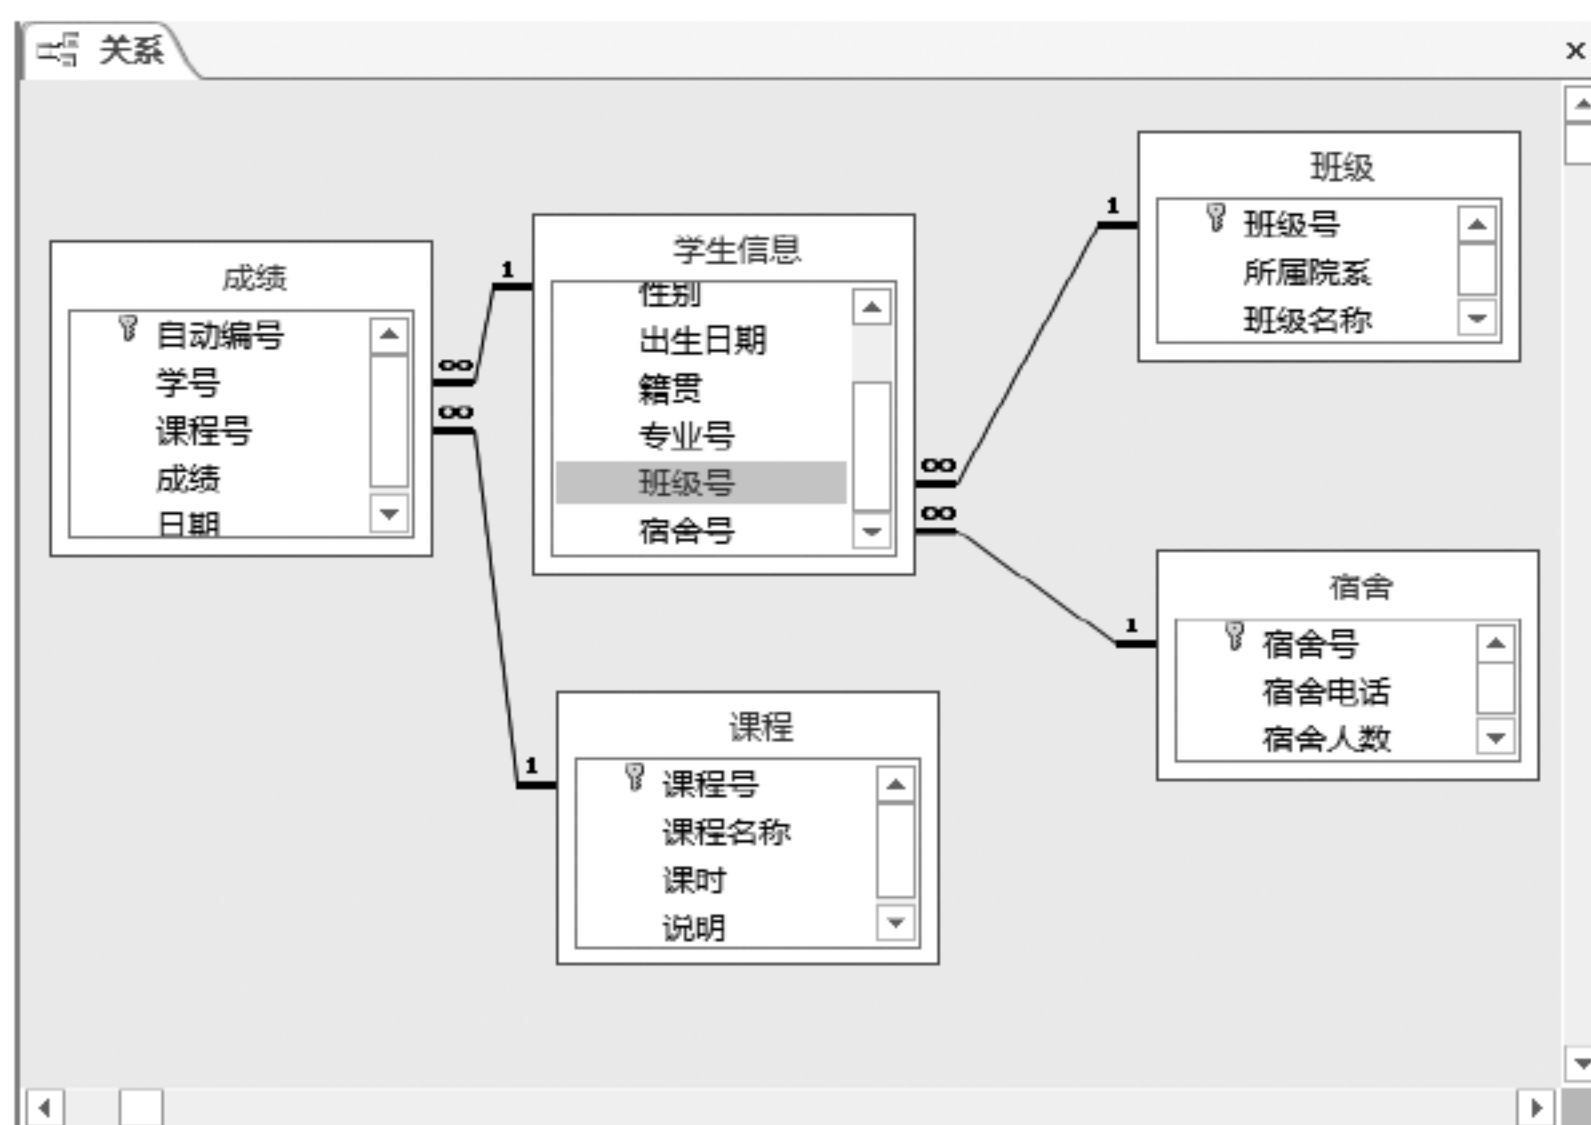 关系
成绩
自动编号
学号
课程号
成绩
日期
1
∞
∞
学生信息
性别
出生日期
籍贯
专业号
班级号
宿舍号
∞
∞
1
班级
班级号
所属院系
班级名称
1
宿舍
宿舍号
宿舍电话
宿舍人数
1
课程
课程号
课程名称
课时
说明